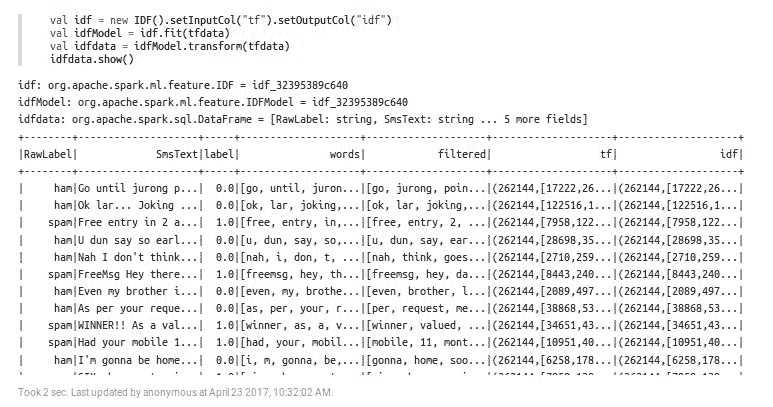 val idf = new IDF().setInputCol("tf").setOutputCol("idf")
val idfModel = idf.fit(tfdata)
val idfdata = idfModel.transform(tfdata)
idfdata.show()
idf: org.apache.spark.ml.feature.IDF = idf_32395389c640
idfModel: org.apache.spark.ml.feature.IDFModel = idf_32395389c640
idfdata: org.apache.spark.sql.DataFrame = [RawLabel: string, SmsText: string ... 5 more fields]
+--------+--------------------+-----+--------------------+--------------------+--------------------+--------------------+
|RawLabel|             SmsText|label|               words|            filtered|                  tf|                 idf|
+--------+--------------------+-----+--------------------+--------------------+--------------------+--------------------+
|     ham|Go until jurong p...|  0.0|[go, until, juron...|[go, jurong, poin...|(262144,[17222,26...|(262144,[17222,26...|
|     ham|Ok lar... Joking ...|  0.0|[ok, lar, joking,...|[ok, lar, joking,...|(262144,[122516,1...|(262144,[122516,1...|
|    spam|Free entry in 2 a...|  1.0|[free, entry, in,...|[free, entry, 2, ...|(262144,[7958,122...|(262144,[7958,122...|
|     ham|U dun say so earl...|  0.0|[u, dun, say, so,...|[u, dun, say, ear...|(262144,[28698,35...|(262144,[28698,35...|
|     ham|Nah I don't think...|  0.0|[nah, i, don, t, ...|[nah, think, goes...|(262144,[2710,259...|(262144,[2710,259...|
|    spam|FreeMsg Hey there...|  1.0|[freemsg, hey, th...|[freemsg, hey, da...|(262144,[8443,240...|(262144,[8443,240...|
|     ham|Even my brother i...|  0.0|[even, my, brothe...|[even, brother, l...|(262144,[2089,497...|(262144,[2089,497...|
|     ham|As per your reque...|  0.0|[as, per, your, r...|[per, request, me...|(262144,[38868,53...|(262144,[38868,53...|
|    spam|WINNER!! As a val...|  1.0|[winner, as, a, v...|[winner, valued, ...|(262144,[34651,43...|(262144,[34651,43...|
|    spam|Had your mobile 1...|  1.0|[had, your, mobil...|[mobile, 11, mont...|(262144,[10951,40...|(262144,[10951,40...|
|     ham|I'm gonna be home...|  0.0|[i, m, gonna, be,...|[gonna, home, soo...|(262144,[6258,178...|(262144,[6258,178...|
Took 2 sec. Last updated by anonymous at April 23 2017, 10:32:02 AM.